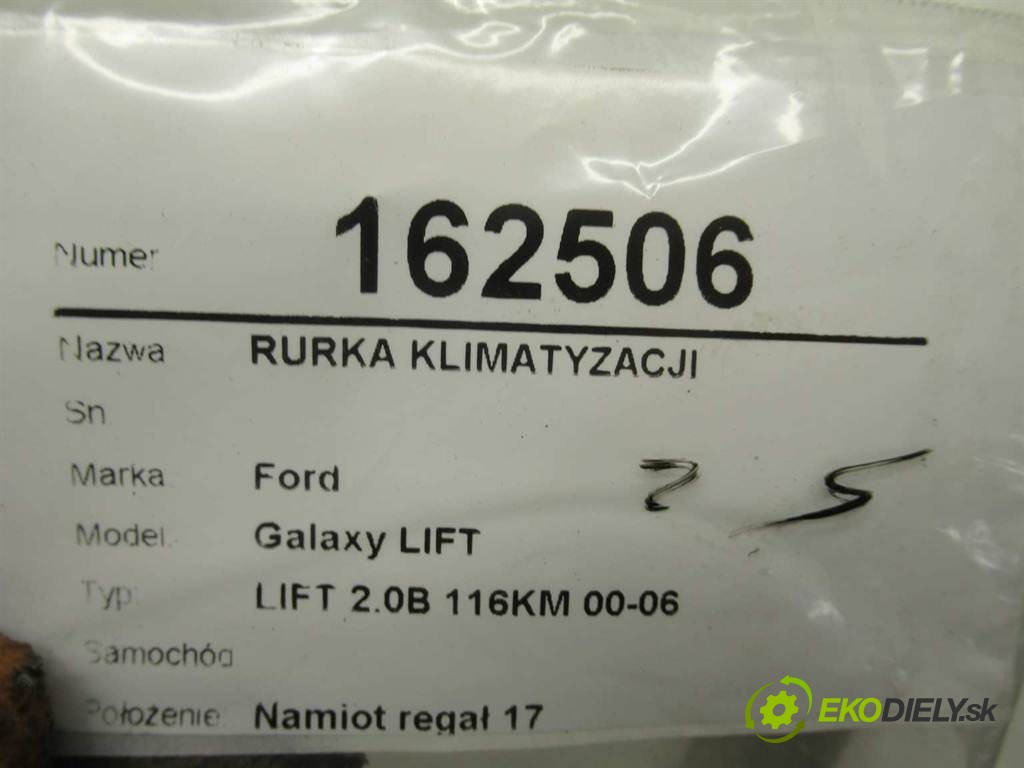 Numer 162506
Nazwa RURKA KLIMATYZACJI
Sn
Marka Ford
Model Galaxy LIFT
Typ LIFT 2.0B 116KM 00-06
Samochód
Położenie Namiot regał 17
EKODIELY.sk